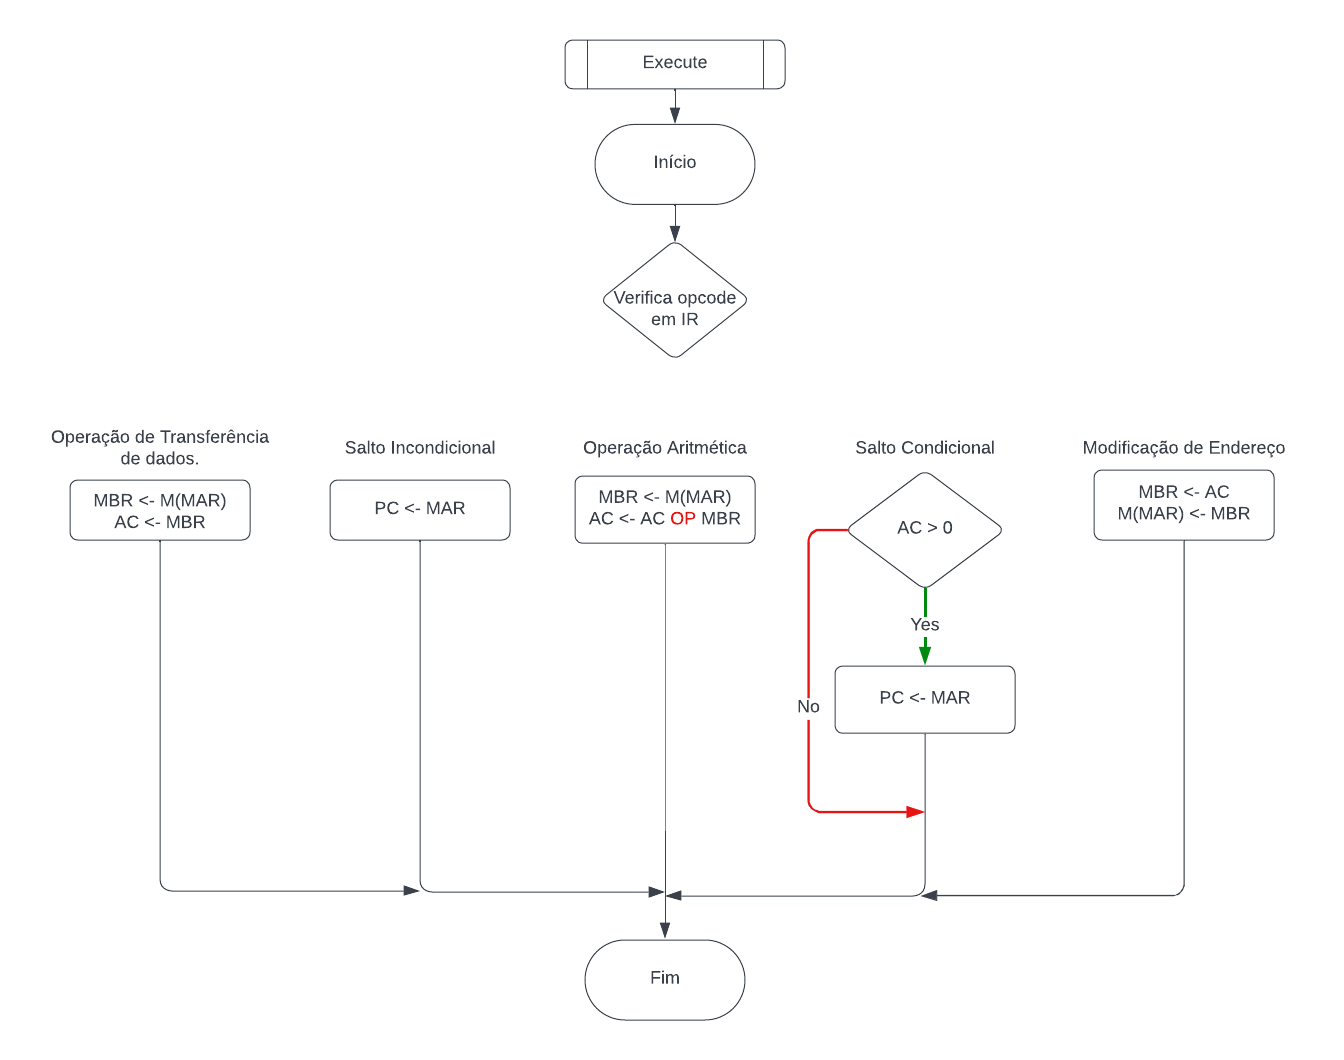 Execute
Início
Verifica opcode
em IR
Operação de Transferência
de dados.
MBR <- M(MAR)
AC <- MBR
Salto Incondicional
PC <- MAR
Operação Aritmética
MBR <- M(MAR)
AC <- AC OP MBR
Salto Condicional
AC > 0
Yes
No
PC <- MAR
Modificação de Endereço
MBR <- AC
M(MAR) <- MBR
Fim